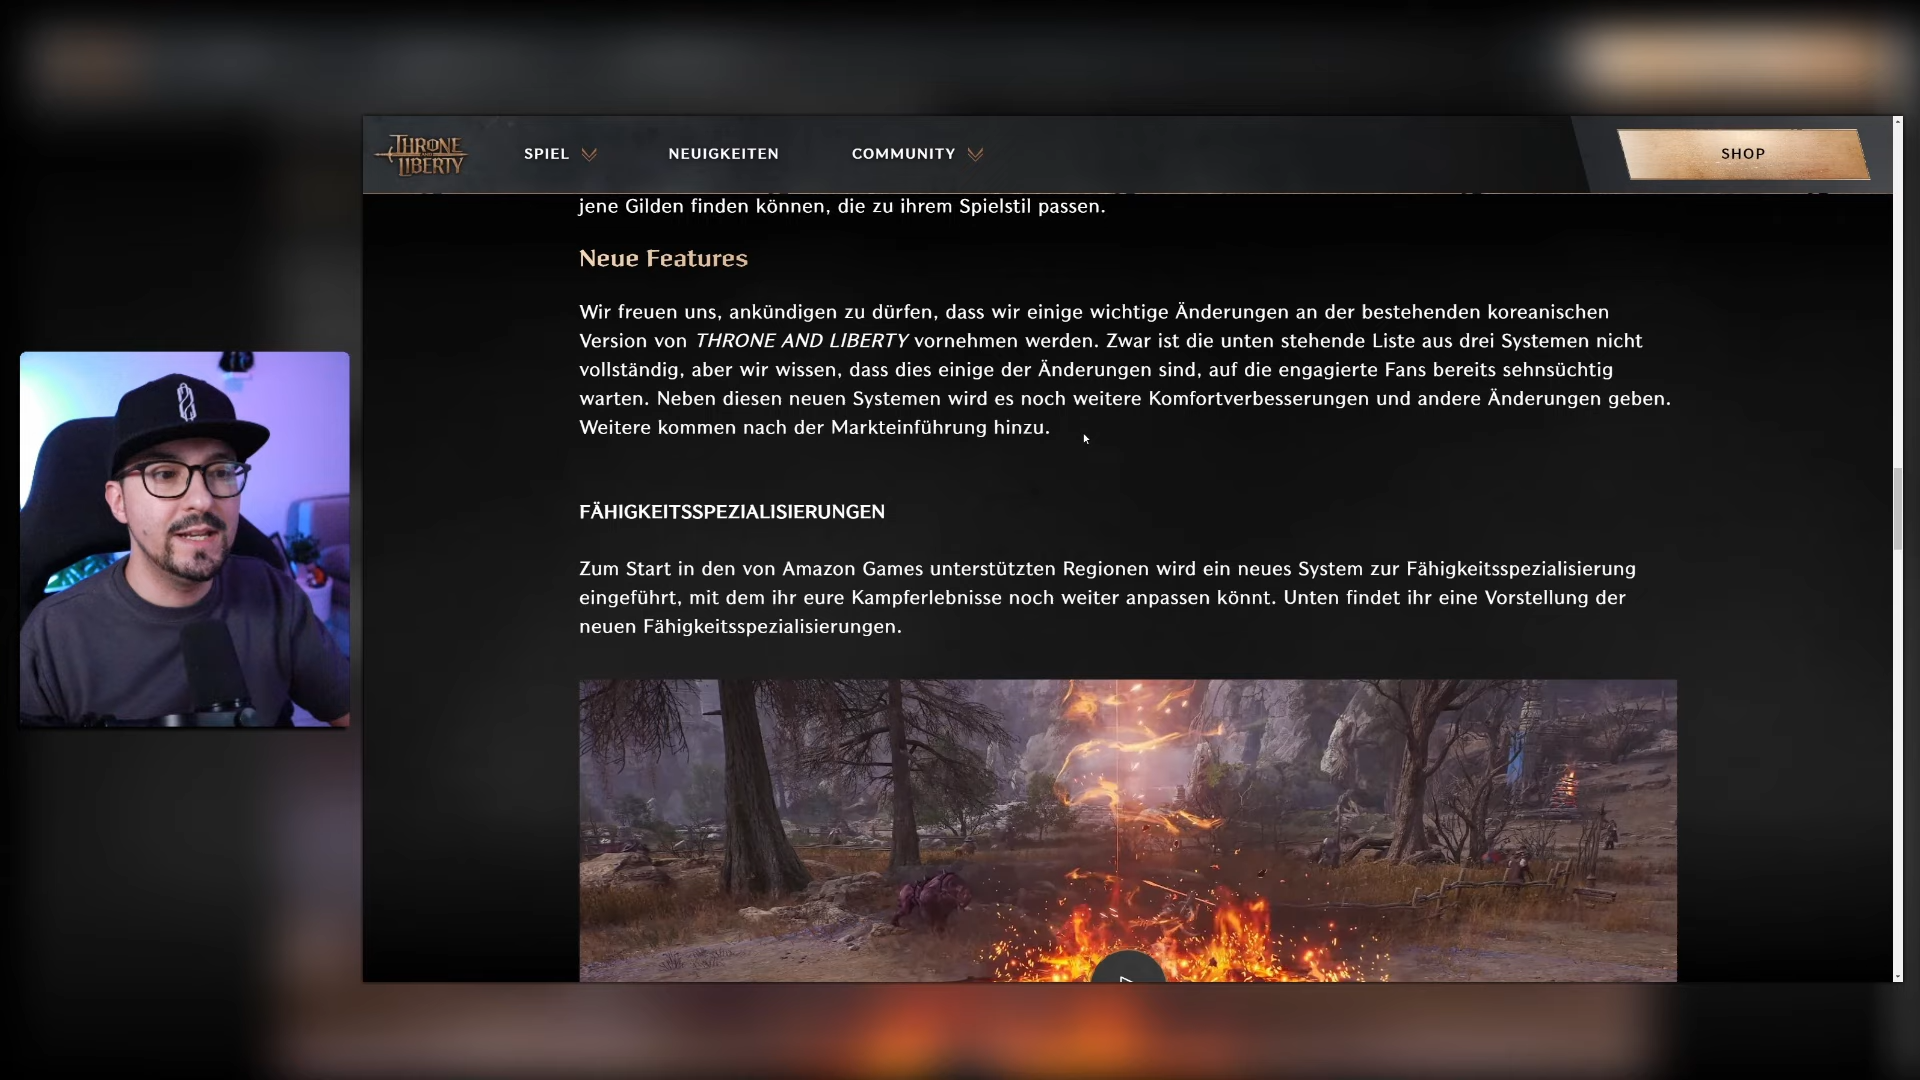 THRONE
AND
LIBERTY
SPIEL
NEUIGKEITEN
COMMUNITY
SHOP
jene Gilden finden können, die zu ihrem Spielstil passen.
Neue Features
Wir freuen uns, ankündigen zu dürfen, dass wir einige wichtige Änderungen an der bestehenden koreanischen
Version von THRONE AND LIBERTY vornehmen werden. Zwar ist die unten stehende Liste aus drei Systemen nicht
vollständig, aber wir wissen, dass dies einige der Änderungen sind, auf die engagierte Fans bereits sehnsüchtig
warten. Neben diesen neuen Systemen wird es noch weitere Komfortverbesserungen und andere Änderungen geben.
Weitere kommen nach der Markteinführung hinzu.
FÄHIGKEITSSPEZIALISIERUNGEN
Zum Start in den von Amazon Games unterstützten Regionen wird ein neues System zur Fähigkeitsspezialisierung
eingeführt, mit dem ihr eure Kampferlebnisse noch weiter anpassen könnt. Unten findet ihr eine Vorstellung der
neuen Fähigkeitsspezialisierungen.